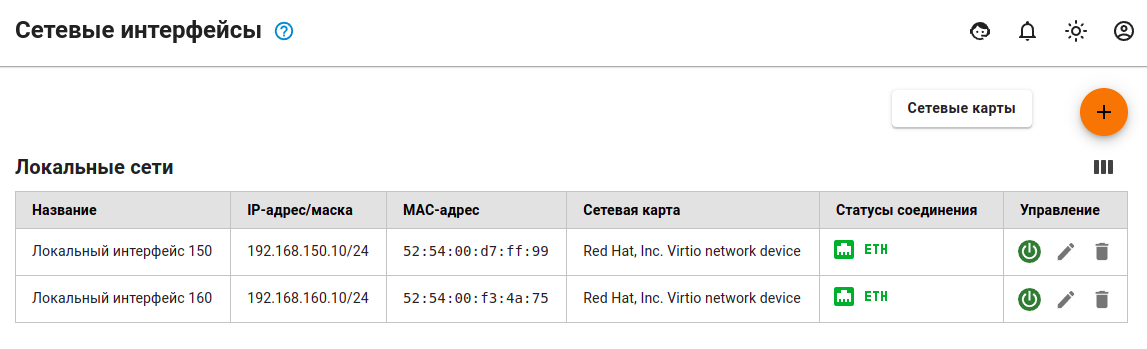 Сетевые интерфейсы ?
Сетевые карты +
Локальные сети
Название IP-адрес/маска MAC-адрес Сетевая карта Статусы соединения Управление
Локальный интерфейс 150 192.168.150.10/24 52:54:00:d7:ff:99 Red Hat, Inc. Virtio network device ETH
Локальный интерфейс 160 192.168.160.10/24 52:54:00:f3:4a:75 Red Hat, Inc. Virtio network device ETH